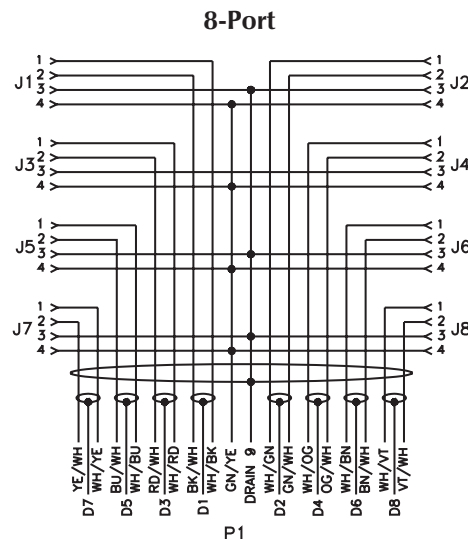 8-Port
1 1
2 2
J1 3 3 J2
4 4
1 1
2 2
J3 3 3 J4
4 4
1 1
2 2
J5 3 3 J6
4 4
1 1
J7 2 2 J8
3 3
4 4
YE/WH
D7
WH/YE
BU/WH
D5
WH/BU
RD/WH
D3
WH/RD
BK/WH
D1
WH/BK
GN/YE
DRAIN 9
WH/GN
D2
GN/WH
WH/OG
D4
OG/WH
WH/BN
D6
BN/WH
WH/VT
D8
VT/WH
P1